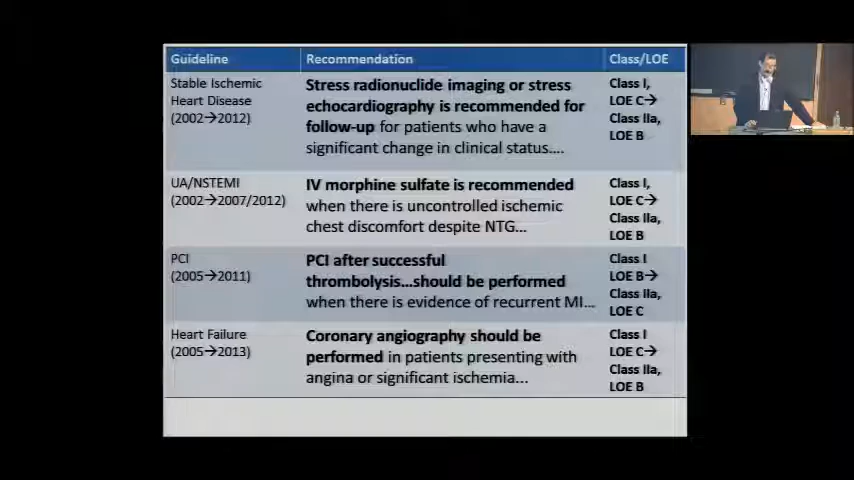 Guideline Recommendation Class/LOE
Stable Ischemic
Heart Disease
(2002→2012)
Stress radionuclide imaging or stress
echocardiography is recommended for
follow-up for patients who have a
significant change in clinical status....
Class I,
LOE C→
Class IIa,
LOE B
UA/NSTEMI
(2002→2007/2012)
IV morphine sulfate is recommended
when there is uncontrolled ischemic
chest discomfort despite NTG...
Class I,
LOE C→
Class IIa,
LOE B
PCI
(2005→2011)
PCI after successful
thrombolysis...should be performed
when there is evidence of recurrent MI...
Class I
LOE B→
Class IIa,
LOE C
Heart Failure
(2005→2013)
Coronary angiography should be
performed in patients presenting with
angina or significant ischemia...
Class I
LOE C→
Class IIa,
LOE B